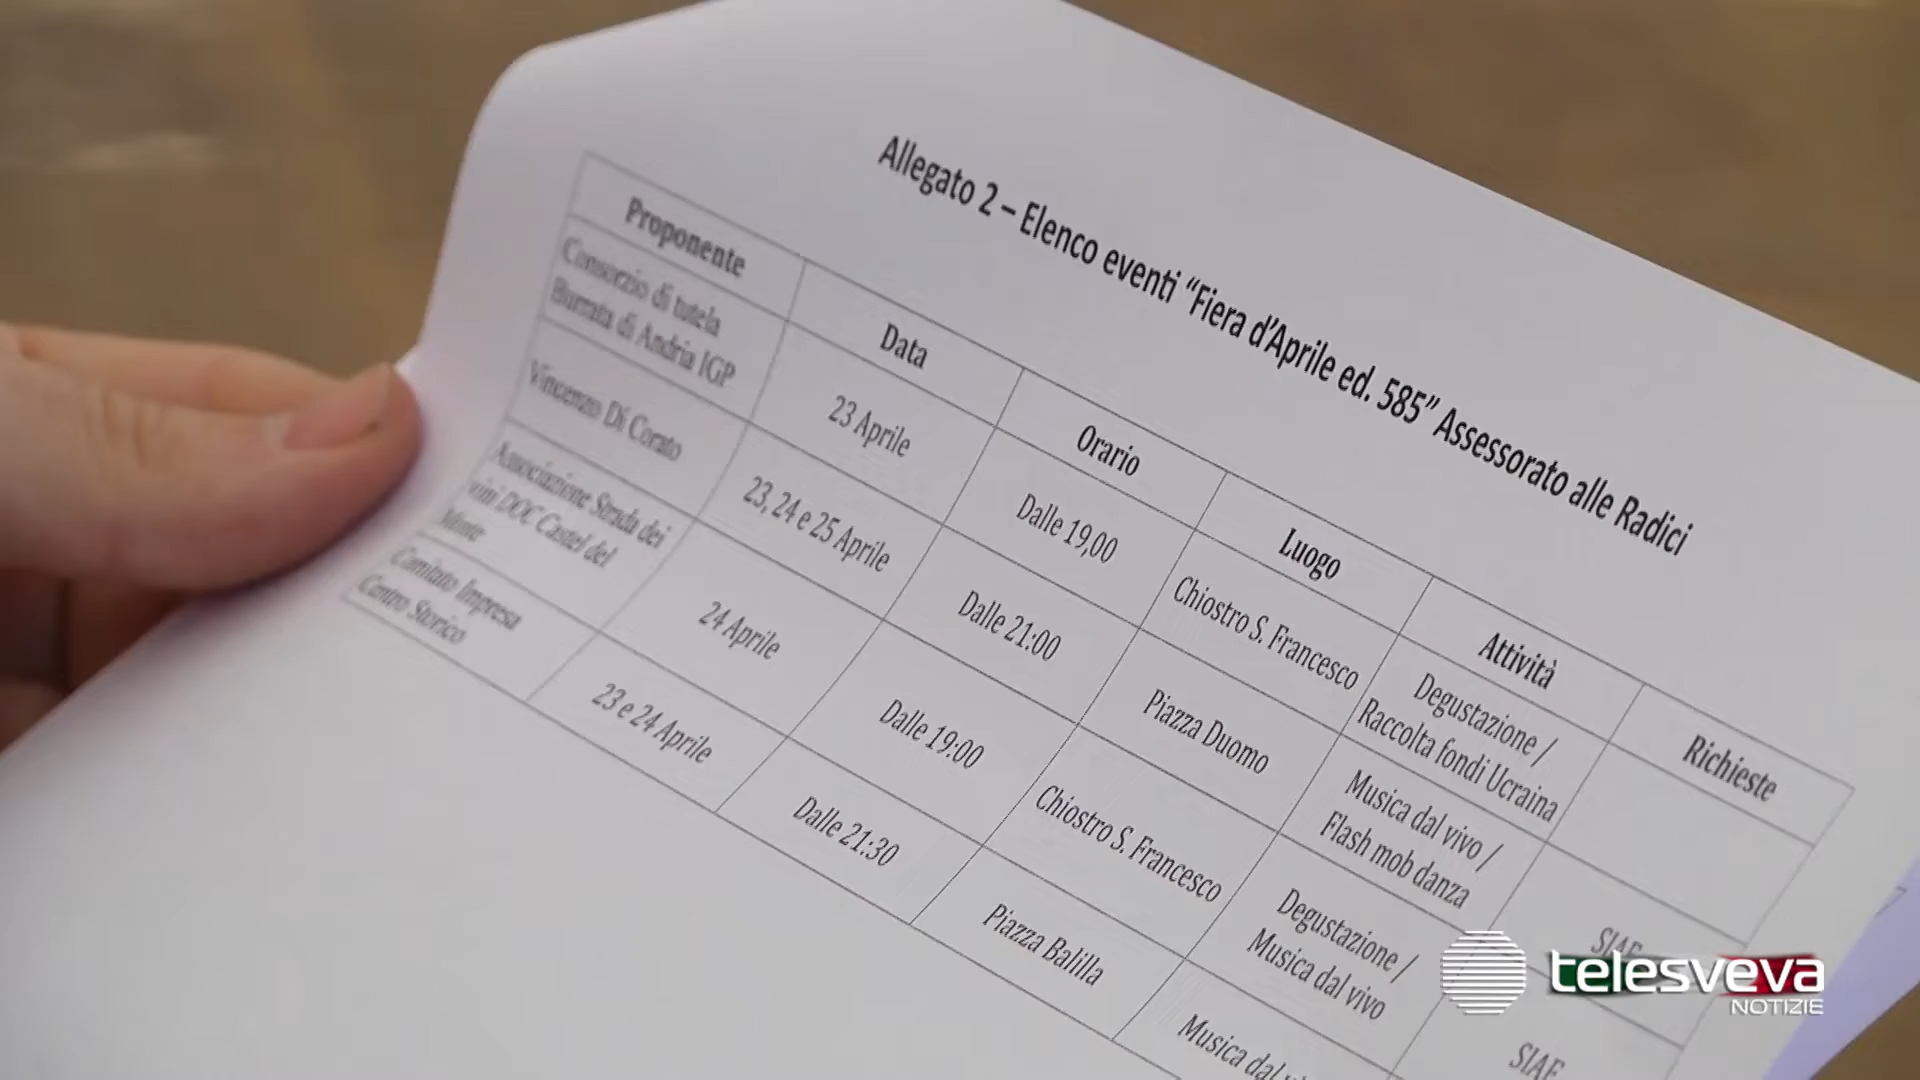 Allegato 2 – Elenco eventi “Fiera d’Aprile ed. 585” Assessorato alle Radici
Proponente
Data
Orario
Luogo
Attività
Richieste
Consorzio di tutela
Burrata di Andria IGP
23 Aprile
Dalle 19,00
Chiostro S. Francesco
Degustazione /
Raccolta fondi Ucraina
Vincenzo Di Corato
23, 24 e 25 Aprile
Dalle 21:00
Piazza Duomo
Musica dal vivo /
Flash mob danza
SIAE
Associazione Strada dei
vini DOC Castel del
Monte
24 Aprile
Dalle 19:00
Chiostro S. Francesco
Degustazione /
Musica dal vivo
SIAE
Comitato Impresa
Centro Storico
23 e 24 Aprile
Dalle 21:30
Piazza Balilla
Musica dal
telesveva
NOTIZIE